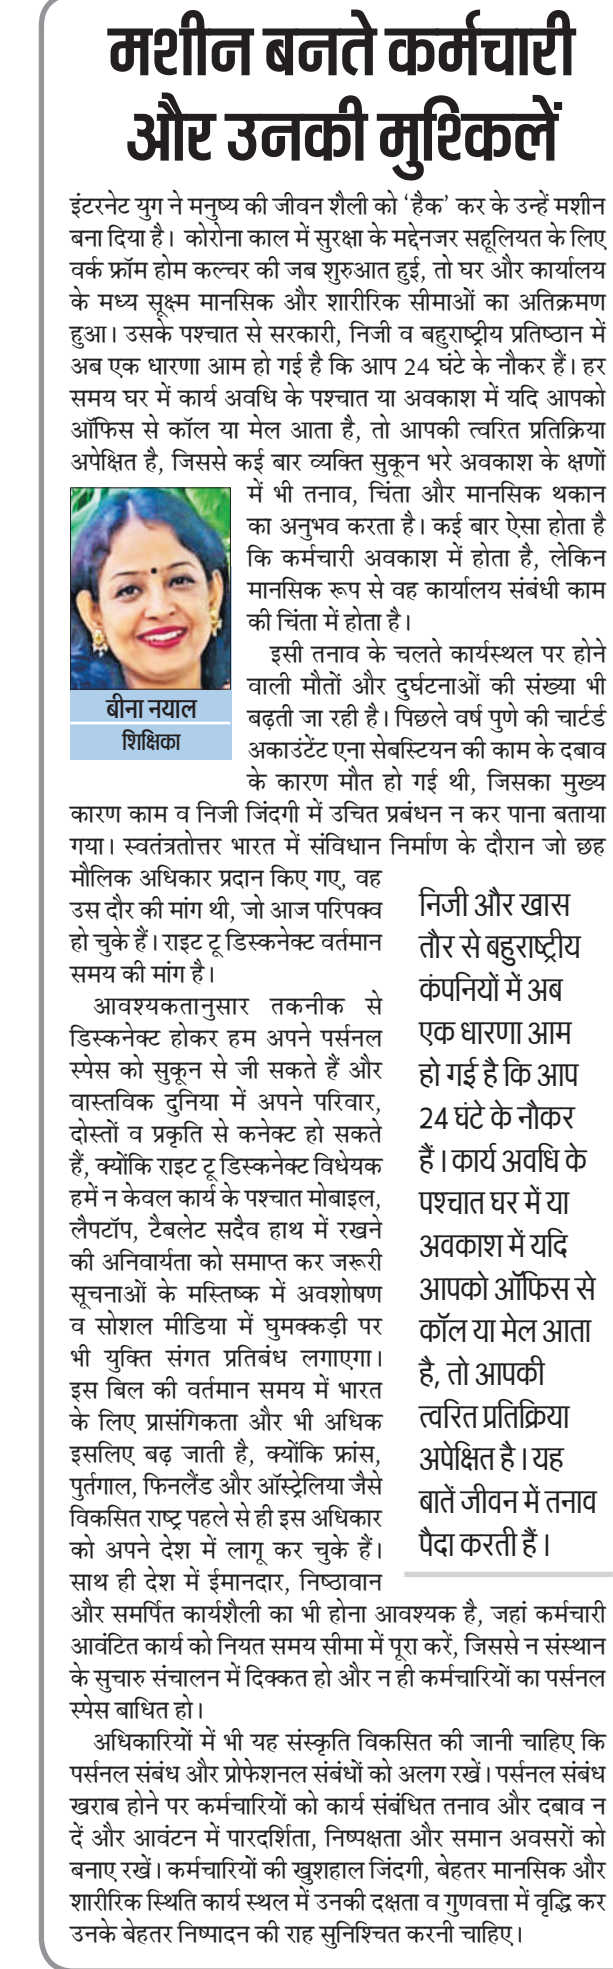 मशीन बनते कर्मचारी
और उनकी मुश्किलें
इंटरनेट युग ने मनुष्य की जीवन शैली को 'हैक' कर के उन्हें मशीन
बना दिया है। कोरोना काल में सुरक्षा के मद्देनजर सहूलियत के लिए
वर्क फ्रॉम होम कल्चर की जब शुरुआत हुई, तो घर और कार्यालय
के मध्य सूक्ष्म मानसिक और शारीरिक सीमाओं का अतिक्रमण
हुआ। उसके पश्चात से सरकारी, निजी व बहुराष्ट्रीय प्रतिष्ठान में
अब एक धारणा आम हो गई है कि आप 24 घंटे के नौकर हैं। हर
समय घर में कार्य अवधि के पश्चात या अवकाश में यदि आपको
ऑफिस से कॉल या मेल आता है, तो आपकी त्वरित प्रतिक्रिया
अपेक्षित है, जिससे कई बार व्यक्ति सुकून भरे अवकाश के क्षणों
में भी तनाव, चिंता और मानसिक थकान
का अनुभव करता है। कई बार ऐसा होता है
कि कर्मचारी अवकाश में होता है, लेकिन
मानसिक रूप से वह कार्यालय संबंधी काम
की चिंता में होता है।
बीना नयाल
शिक्षिका
इसी तनाव के चलते कार्यस्थल पर होने
वाली मौतों और दुर्घटनाओं की संख्या भी
बढ़ती जा रही है। पिछले वर्ष पुणे की चार्टर्ड
अकाउंटेंट एना सेबस्टियन की काम के दबाव
के कारण मौत हो गई थी, जिसका मुख्य
कारण काम व निजी जिंदगी में उचित प्रबंधन न कर पाना बताया
गया। स्वतंत्रतोत्तर भारत में संविधान निर्माण के दौरान जो छह
मौलिक अधिकार प्रदान किए गए, वह
उस दौर की मांग थी, जो आज परिपक्व
हो चुके हैं। राइट टू डिस्कनेक्ट वर्तमान
समय की मांग है।
आवश्यकतानुसार तकनीक से
डिस्कनेक्ट होकर हम अपने पर्सनल
स्पेस को सुकून से जी सकते हैं और
वास्तविक दुनिया में अपने परिवार,
दोस्तों व प्रकृति से कनेक्ट हो सकते
हैं, क्योंकि राइट टू डिस्कनेक्ट विधेयक
हमें न केवल कार्य के पश्चात मोबाइल,
लैपटॉप, टैबलेट सदैव हाथ में रखने
की अनिवार्यता को समाप्त कर जरूरी
सूचनाओं के मस्तिष्क में अवशोषण
व सोशल मीडिया में घुमक्कड़ी पर
भी युक्ति संगत प्रतिबंध लगाएगा।
इस बिल की वर्तमान समय में भारत
के लिए प्रासंगिकता और भी अधिक
इसलिए बढ़ जाती है, क्योंकि फ्रांस,
पुर्तगाल, फिनलैंड और ऑस्ट्रेलिया जैसे
विकसित राष्ट्र पहले से ही इस अधिकार
को अपने देश में लागू कर चुके हैं।
साथ ही देश में ईमानदार, निष्ठावान
और समर्पित कार्यशैली का भी होना आवश्यक है, जहां कर्मचारी
आवंटित कार्य को नियत समय सीमा में पूरा करें, जिससे न संस्थान
के सुचारु संचालन में दिक्कत हो और न ही कर्मचारियों का पर्सनल
स्पेस बाधित हो।
निजी और खास
तौर से बहुराष्ट्रीय
कंपनियों में अब
एक धारणा आम
हो गई है कि आप
24 घंटे के नौकर
हैं। कार्य अवधि के
पश्चात घर में या
अवकाश में यदि
आपको ऑफिस से
कॉल या मेल आता
है, तो आपकी
त्वरित प्रतिक्रिया
अपेक्षित है। यह
बातें जीवन में तनाव
पैदा करती हैं।
अधिकारियों में भी यह संस्कृति विकसित की जानी चाहिए कि
पर्सनल संबंध और प्रोफेशनल संबंधों को अलग रखें। पर्सनल संबंध
खराब होने पर कर्मचारियों को कार्य संबंधित तनाव और दबाव न
दें और आवंटन में पारदर्शिता, निष्पक्षता और समान अवसरों को
बनाए रखें। कर्मचारियों की खुशहाल जिंदगी, बेहतर मानसिक और
शारीरिक स्थिति कार्य स्थल में उनकी दक्षता व गुणवत्ता में वृद्धि कर
उनके बेहतर निष्पादन की राह सुनिश्चित करनी चाहिए।